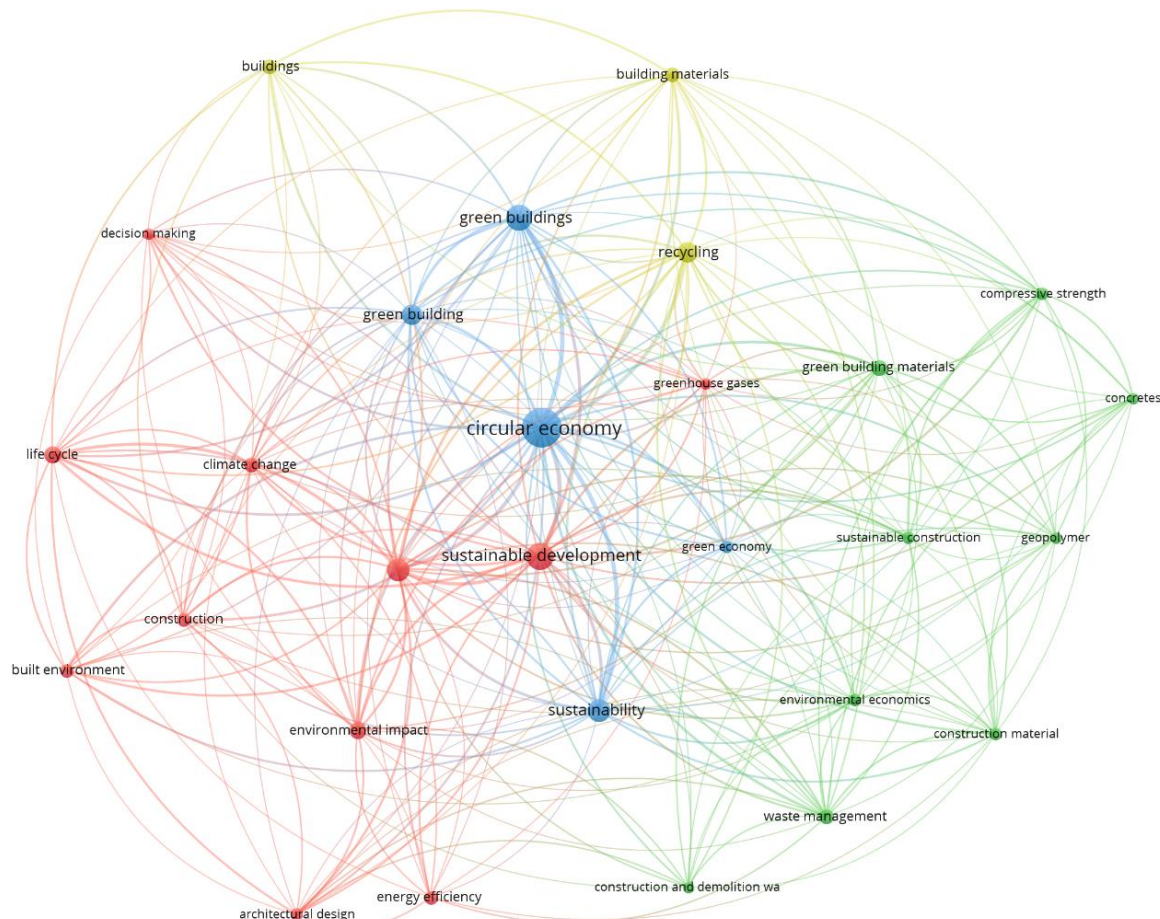 buildings
building materials
green buildings
decision making
recycling
compressive strength
green building
green building materials
greenhouse gases
concretes
circular economy
life cycle
climate change
sustainable construction
geopolymer
green economy
sustainable development
construction
built environment
environmental economics
sustainability
environmental impact
construction material
waste management
construction and demolition wa
energy efficiency
architectural design